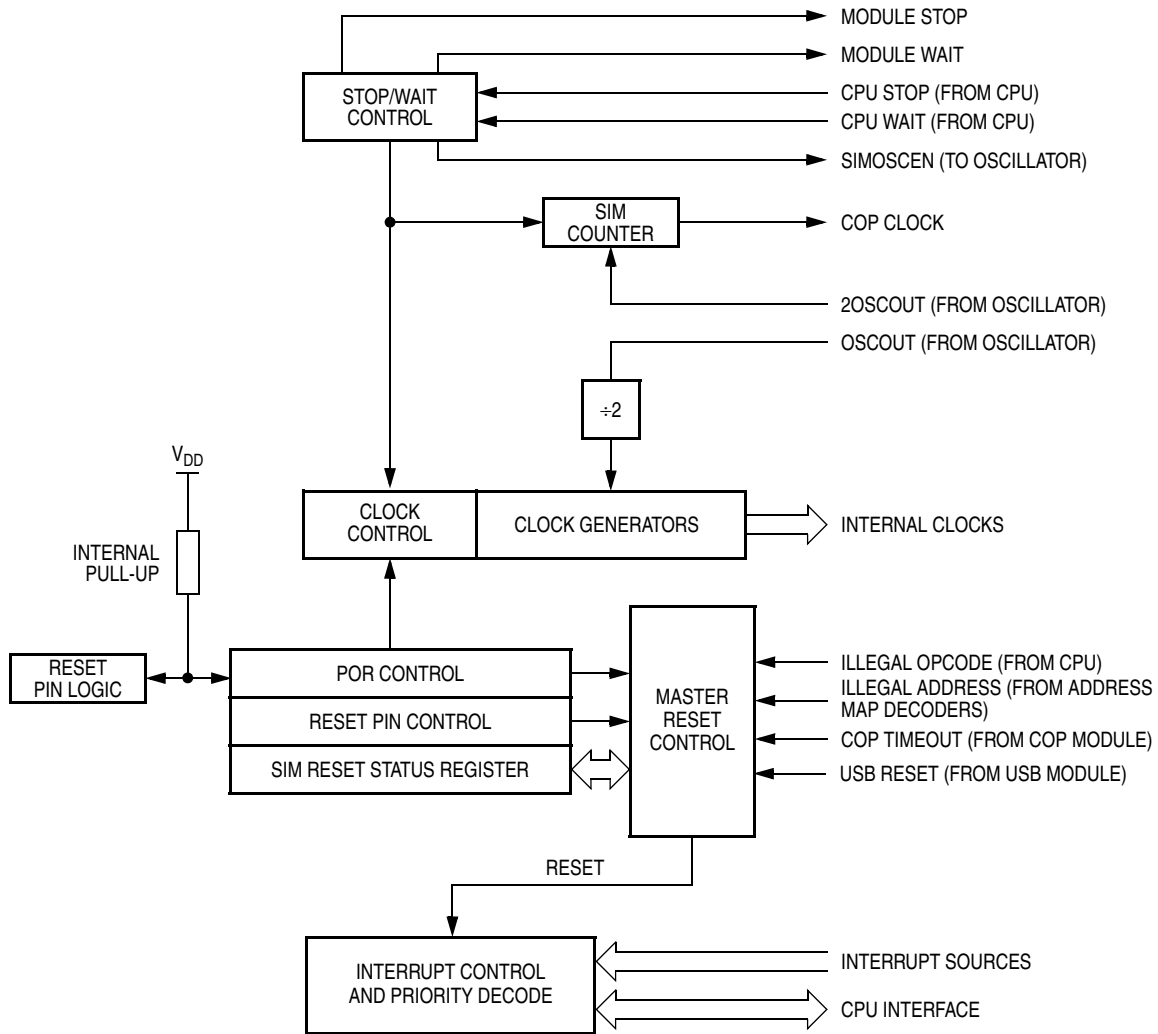 MODULE STOP
MODULE WAIT
STOP/WAIT
CONTROL
CPU STOP (FROM CPU)
CPU WAIT (FROM CPU)
SIMOSCEN (TO OSCILLATOR)
SIM
COUNTER
COP CLOCK
2OSCOUT (FROM OSCILLATOR)
OSCOUT (FROM OSCILLATOR)
÷2
VDD
CLOCK
CONTROL
CLOCK GENERATORS
INTERNAL CLOCKS
INTERNAL
PULL-UP
RESET
PIN LOGIC
POR CONTROL
RESET PIN CONTROL
SIM RESET STATUS REGISTER
MASTER
RESET
CONTROL
ILLEGAL OPCODE (FROM CPU)
ILLEGAL ADDRESS (FROM ADDRESS
MAP DECODERS)
COP TIMEOUT (FROM COP MODULE)
USB RESET (FROM USB MODULE)
RESET
INTERRUPT CONTROL
AND PRIORITY DECODE
INTERRUPT SOURCES
CPU INTERFACE